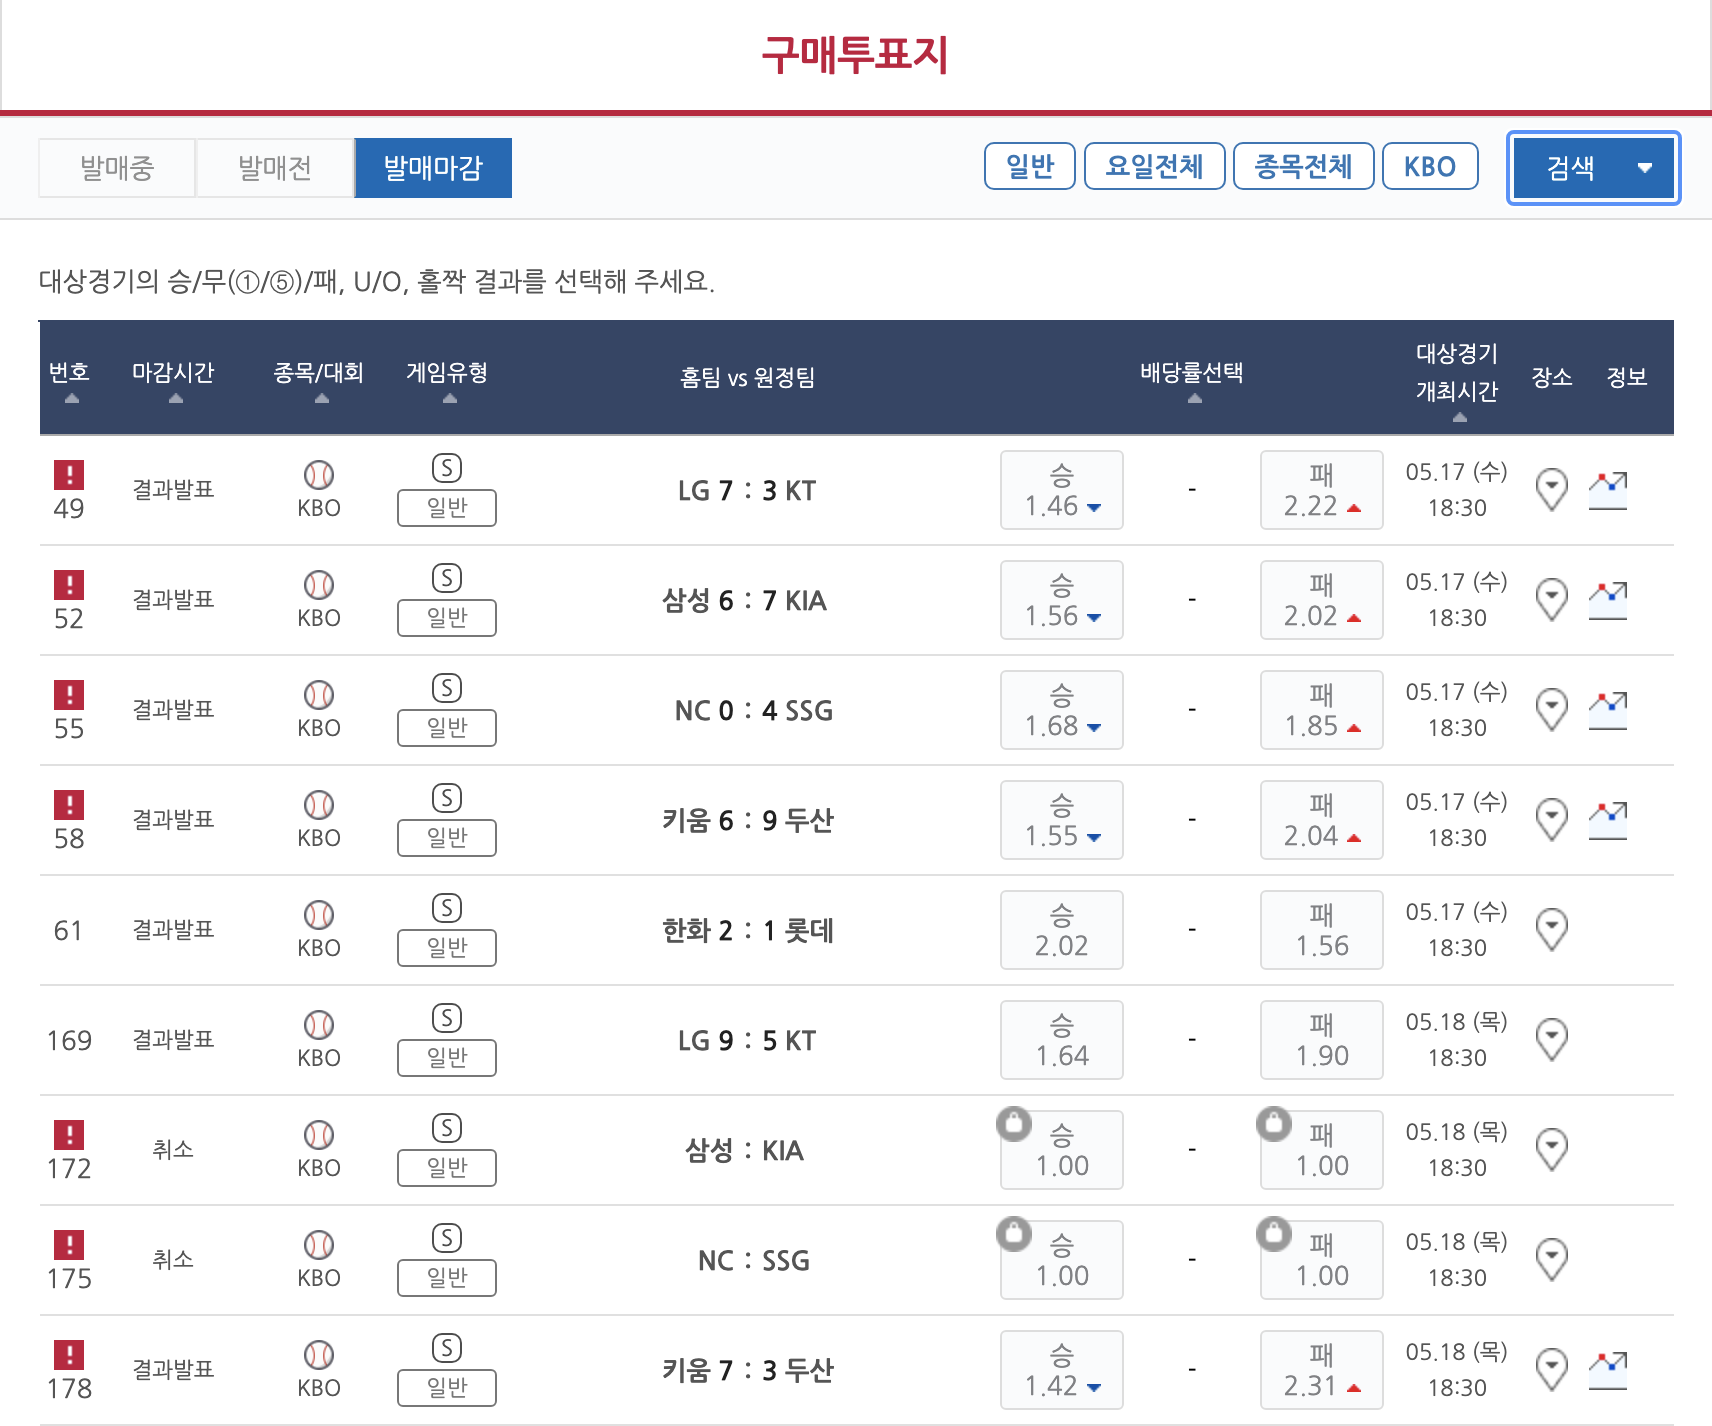 구매투표지
발매중 발매전 발매마감 일반 요일전체 종목전체 KBO 검색
대상경기의 승/무(①/⑤)/패, U/O, 홀짝 결과를 선택해 주세요.
번호 마감시간 종목/대회 게임유형 홈팀 vs 원정팀 배당률선택 대상경기 개최시간 장소 정보
49 결과발표 KBO S 일반 LG 7 : 3 KT 승 1.46 - 패 2.22 05.17 (수) 18:30
52 결과발표 KBO S 일반 삼성 6 : 7 KIA 승 1.56 - 패 2.02 05.17 (수) 18:30
55 결과발표 KBO S 일반 NC 0 : 4 SSG 승 1.68 - 패 1.85 05.17 (수) 18:30
58 결과발표 KBO S 일반 키움 6 : 9 두산 승 1.55 - 패 2.04 05.17 (수) 18:30
61 결과발표 KBO S 일반 한화 2 : 1 롯데 승 2.02 - 패 1.56 05.17 (수) 18:30
169 결과발표 KBO S 일반 LG 9 : 5 KT 승 1.64 - 패 1.90 05.18 (목) 18:30
172 취소 KBO S 일반 삼성 : KIA 승 1.00 - 패 1.00 05.18 (목) 18:30
175 취소 KBO S 일반 NC : SSG 승 1.00 - 패 1.00 05.18 (목) 18:30
178 결과발표 KBO S 일반 키움 7 : 3 두산 승 1.42 - 패 2.31 05.18 (목) 18:30